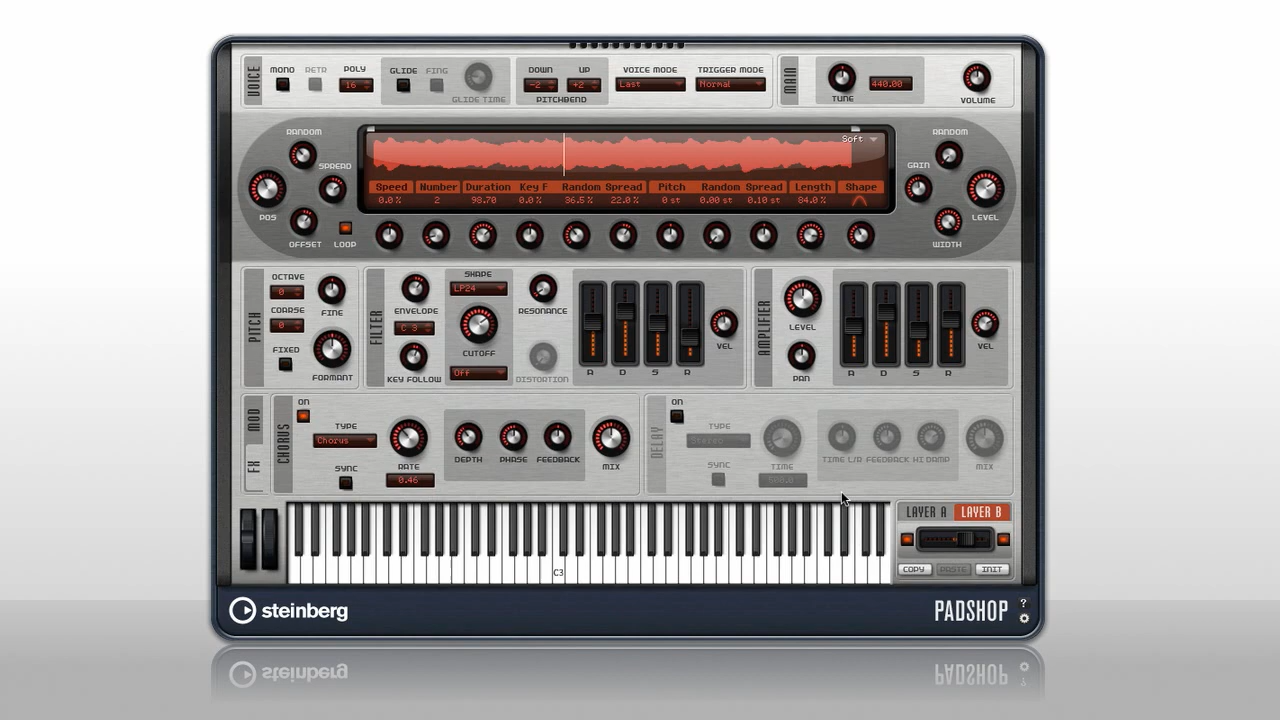 VOICE
MONO RETR POLY
16
GLIDE FING
GLIDE TIME
DOWN UP
-2 +2
PITCHBEND
VOICE MODE
Last
TRIGGER MODE
Normal
MAIN
TUNE
440.00
VOLUME
RANDOM
SPREAD
POS
OFFSET
LOOP
Soft
Speed Number Duration Key F Random Spread Pitch Random Spread Length Shape
0.0 % 2 98.70 0.0 % 36.5 % 22.0 % 0 st 0.00 st 0.10 st 84.0 %
RANDOM
GAIN
LEVEL
WIDTH
PITCH
OCTAVE
0
COARSE
0
FINE
FIXED
FORMANT
FILTER
ENVELOPE
C 3
KEY FOLLOW
SHAPE
LP24
CUTOFF
Off
RESONANCE
DISTORTION
A D S R
VEL
AMPLIFIER
LEVEL
PAN
A D S R
VEL
MOD
FX
CHORUS
ON
TYPE
Chorus
SYNC
RATE
0.46
DEPTH PHASE FEEDBACK
MIX
DELAY
ON
TYPE
Stereo
SYNC
TIME
500.0
TIME L/R FEEDBACK HI DAMP
MIX
C3
LAYER A LAYER B
COPY PASTE INIT
steinberg
PADSHOP
?